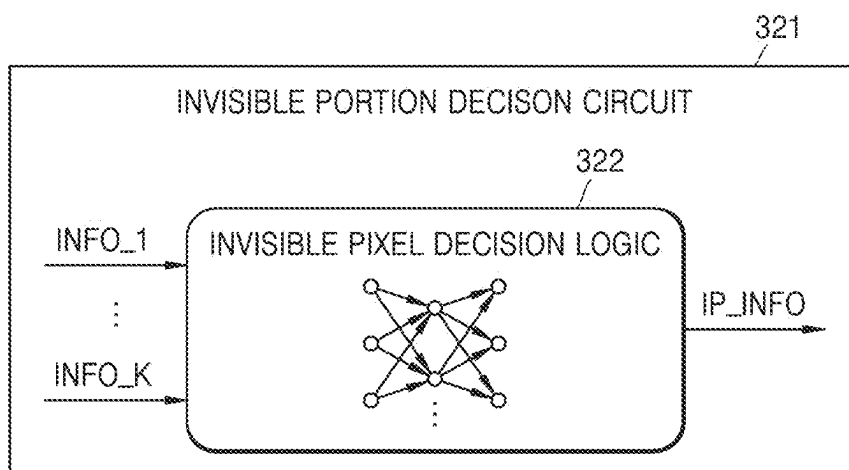 321
INVISIBLE PORTION DECISON CIRCUIT
322
INVISIBLE PIXEL DECISION LOGIC
INFO_1
IP_INFO
INFO_K